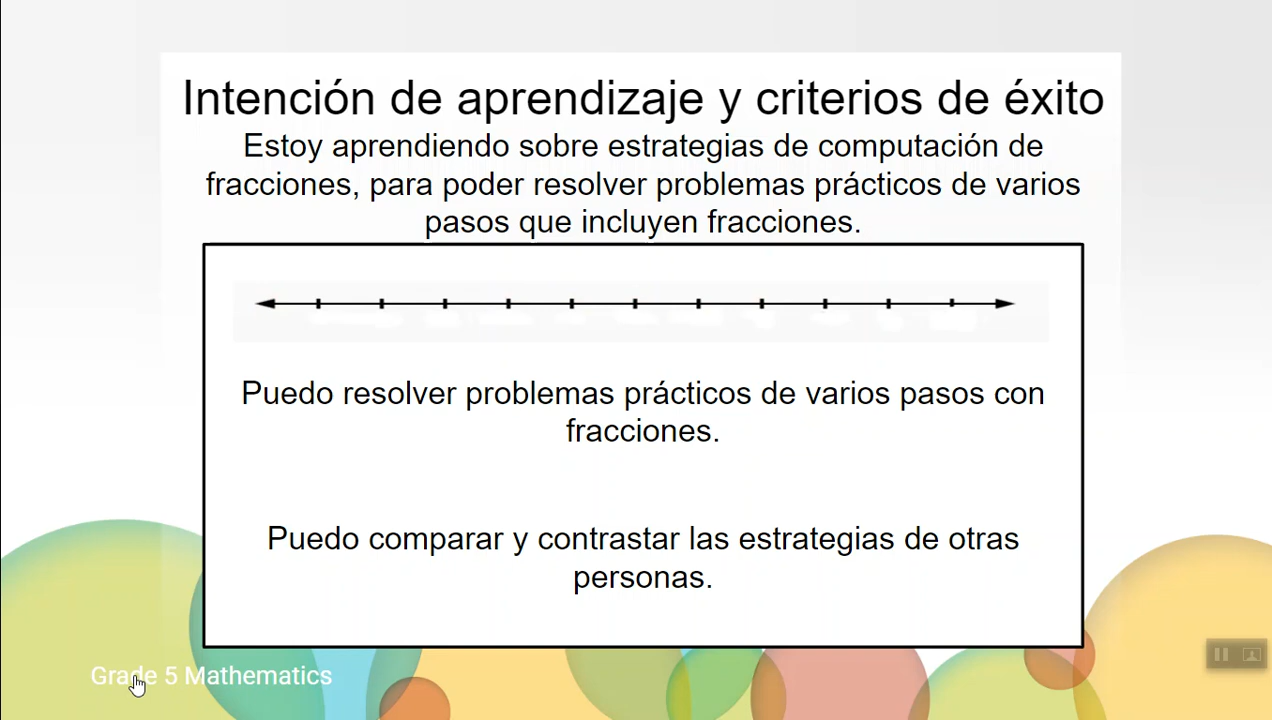 Intención de aprendizaje y criterios de éxito
Estoy aprendiendo sobre estrategias de computación de
fracciones, para poder resolver problemas prácticos de varios
pasos que incluyen fracciones.
Puedo resolver problemas prácticos de varios pasos con
fracciones.
Puedo comparar y contrastar las estrategias de otras
personas.
Grade 5 Mathematics